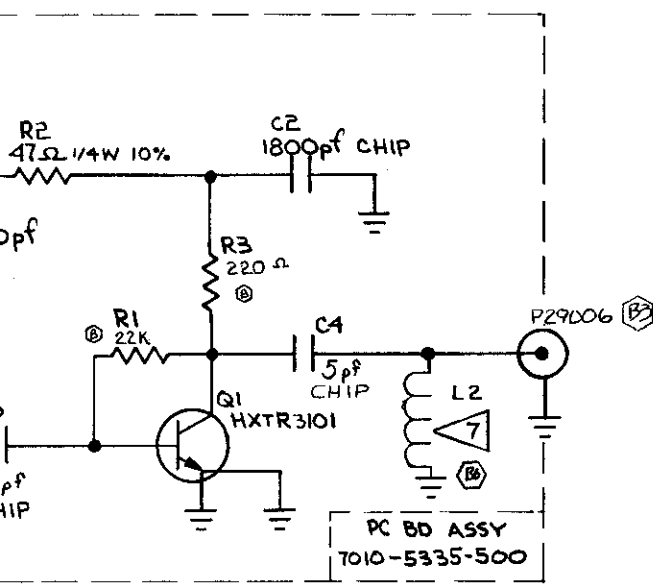 R2
47Ω 1/4W 10%
C2
1800pf CHIP
0pf
R3
220 Ω
B
P29006 B3
R1
B 22K
C4
5pf
CHIP
Q1
HXTR3101
L2
7
B6
pf
HIP
PC BD ASSY
7010-5335-500